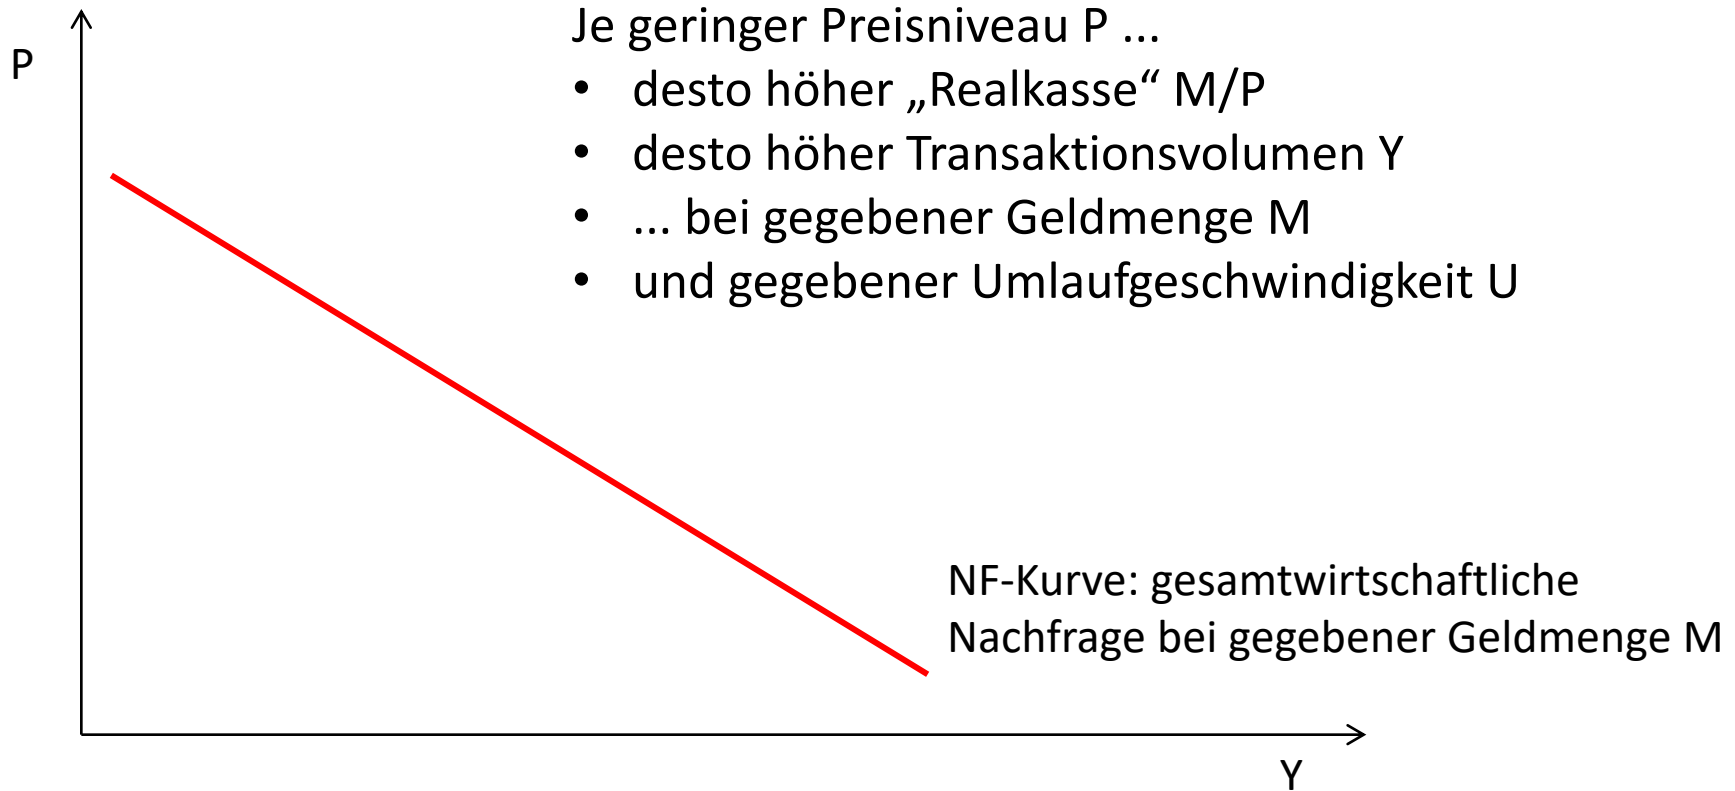 Je geringer Preisniveau P ...
P
• desto höher „Realkasse“ M/P
• desto höher Transaktionsvolumen Y
• ... bei gegebener Geldmenge M
• und gegebener Umlaufgeschwindigkeit U
NF-Kurve: gesamtwirtschaftliche
Nachfrage bei gegebener Geldmenge M
Y